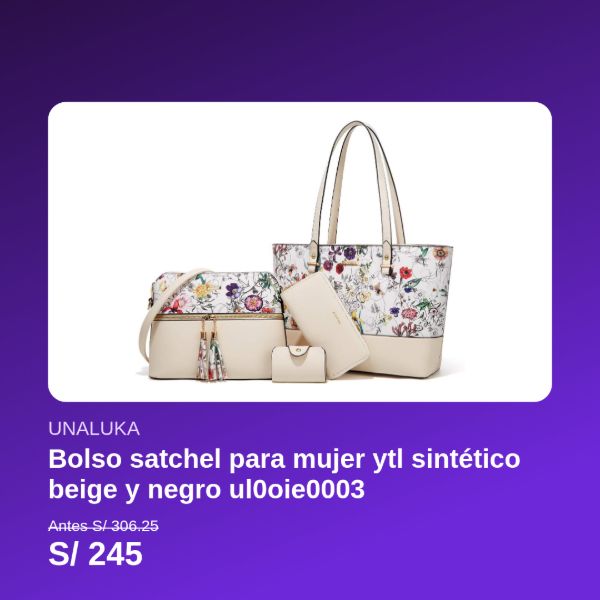 UNALUKA
Bolso satchel para mujer ytl sintético
beige y negro ul0oie0003
Antes S/ 306.25
S/ 245